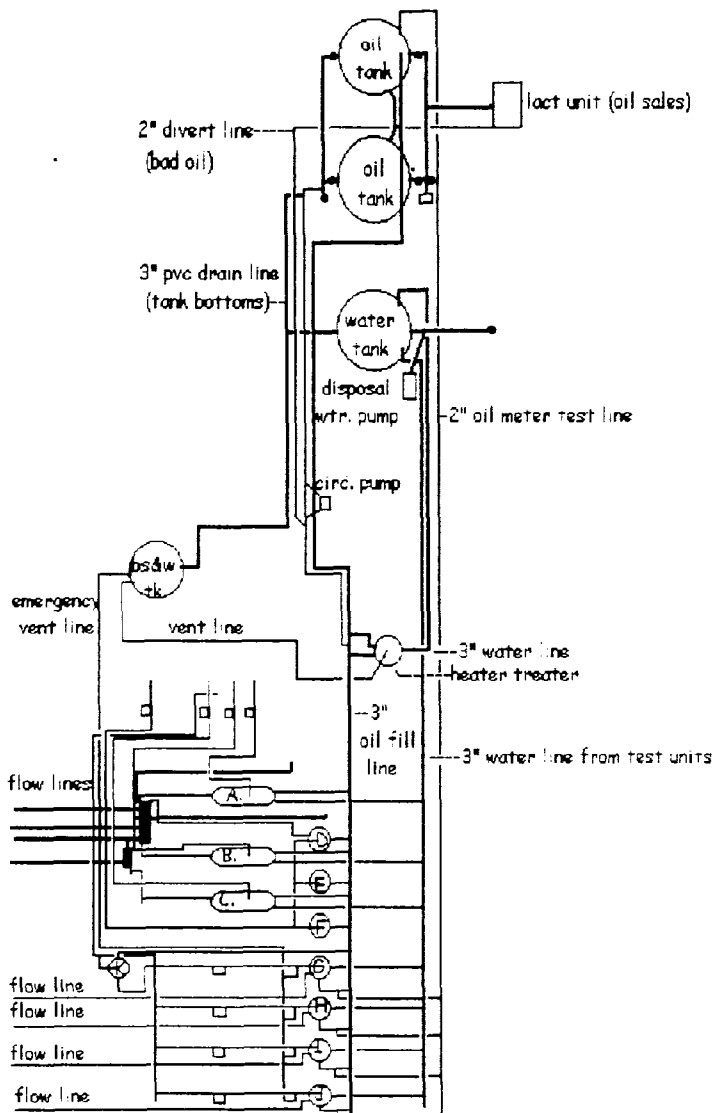 oil
tank
lact unit (oil sales)
2" divert line
(bad oil)
oil
tank
3" pvc drain line
(tank bottoms)
water
tank
disposal
wtr. pump
2" oil meter test line
circ. pump
bs&w
tk
emergency
vent line
vent line
3" water line
heater treater
3"
oil fill
line
3" water line from test units
flow lines
A.
B.
C.
D
E
F
G
H
flow line
flow line
flow line
flow line
J